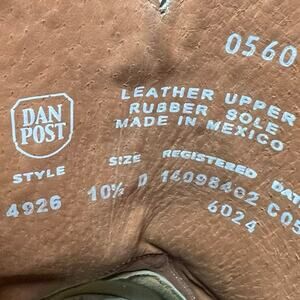 0560
LEATHER UPPER
RUBBER SOLE
MADE IN MEXICO
DAN
POST
STYLE SIZE REGISTERED
4926 10½ D 14098402
6024